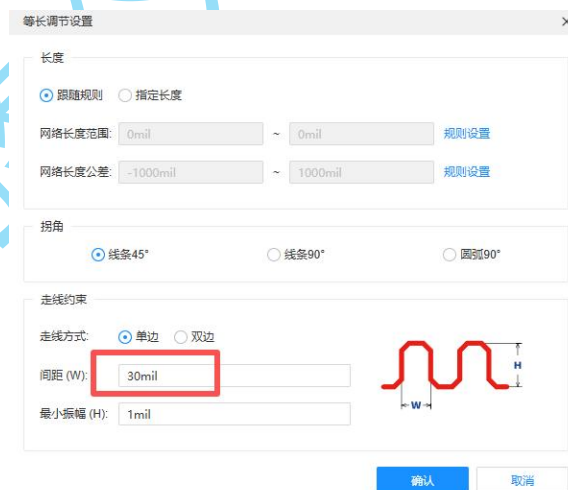 等长调节设置
长度
跟随规则 指定长度
网络长度范围: 0mil ~ 0mil 规则设置
网络长度公差: -1000mil ~ 1000mil 规则设置
拐角
线条45° 线条90° 圆弧90°
走线约束
走线方式: 单边 双边
间距 (W): 30mil
最小振幅 (H): 1mil
H
W
确认 取消